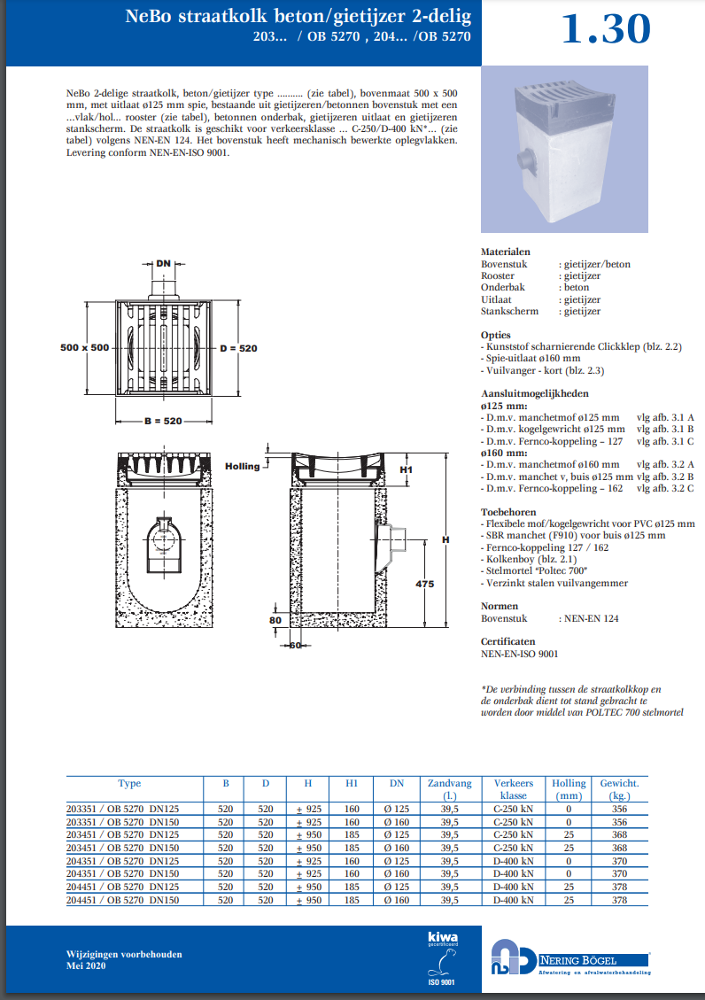 NeBo straatkolk beton/gietijzer 2-delig
203... / OB 5270 , 204... /OB 5270
1.30
NeBo 2-delige straatkolk, beton/gietijzer type .......... (zie tabel), bovenmaat 500 x 500
mm, met uitlaat ø125 mm spie, bestaande uit gietijzeren/betonnen bovenstuk met een
...vlak/hol... rooster (zie tabel), betonnen onderbak, gietijzeren uitlaat en gietijzeren
stankscherm. De straatkolk is geschikt voor verkeersklasse ... C-250/D-400 kN*... (zie
tabel) volgens NEN-EN 124. Het bovenstuk heeft mechanisch bewerkte oplegvlakken.
Levering conform NEN-EN-ISO 9001.
DN
500 x 500
D = 520
B = 520
Holling
H1
H
475
80
60
Materialen
Bovenstuk : gietijzer/beton
Rooster : gietijzer
Onderbak : beton
Uitlaat : gietijzer
Stankscherm : gietijzer
Opties
- Kunststof scharnierende Clickklep (blz. 2.2)
- Spie-uitlaat ø160 mm
- Vuilvanger - kort (blz. 2.3)
Aansluitmogelijkheden
ø125 mm:
- D.m.v. manchetmof ø125 mm vlg afb. 3.1 A
- D.m.v. kogelgewricht ø125 mm vlg afb. 3.1 B
- D.m.v. Fernco-koppeling – 127 vlg afb. 3.1 C
ø160 mm:
- D.m.v. manchetmof ø160 mm vlg afb. 3.2 A
- D.m.v. manchet v, buis ø125 mm vlg afb. 3.2 B
- D.m.v. Fernco-koppeling – 162 vlg afb. 3.2 C
Toebehoren
- Flexibele mof/kogelgewricht voor PVC ø125 mm
- SBR manchet (F910) voor buis ø125 mm
- Fernco-koppeling 127 / 162
- Kolkenboy (blz. 2.1)
- Stelmortel “Poltec 700”
- Verzinkt stalen vuilvangemmer
Normen
Bovenstuk : NEN-EN 124
Certificaten
NEN-EN-ISO 9001
*De verbinding tussen de straatkolkkop en
de onderbak dient tot stand gebracht te
worden door middel van POLTEC 700 stelmortel
Type B D H H1 DN Zandvang Verkeers Holling Gewicht.
(l.) klasse (mm) (kg.)
203351 / OB 5270 DN125 520 520 ± 925 160 Ø 125 39,5 C-250 kN 0 356
203351 / OB 5270 DN150 520 520 ± 925 160 Ø 160 39,5 C-250 kN 0 356
203451 / OB 5270 DN125 520 520 ± 950 185 Ø 125 39,5 C-250 kN 25 368
203451 / OB 5270 DN150 520 520 ± 950 185 Ø 160 39,5 C-250 kN 25 368
204351 / OB 5270 DN125 520 520 ± 925 160 Ø 125 39,5 D-400 kN 0 370
204351 / OB 5270 DN150 520 520 ± 925 160 Ø 160 39,5 D-400 kN 0 370
204451 / OB 5270 DN125 520 520 ± 950 185 Ø 125 39,5 D-400 kN 25 378
204451 / OB 5270 DN150 520 520 ± 950 185 Ø 160 39,5 D-400 kN 25 378
Wijzigingen voorbehouden
Mei 2020
kiwa
gecertificeerd
ISO 9001
NERING BÖGEL
Afwatering en afvalwaterbehandeling